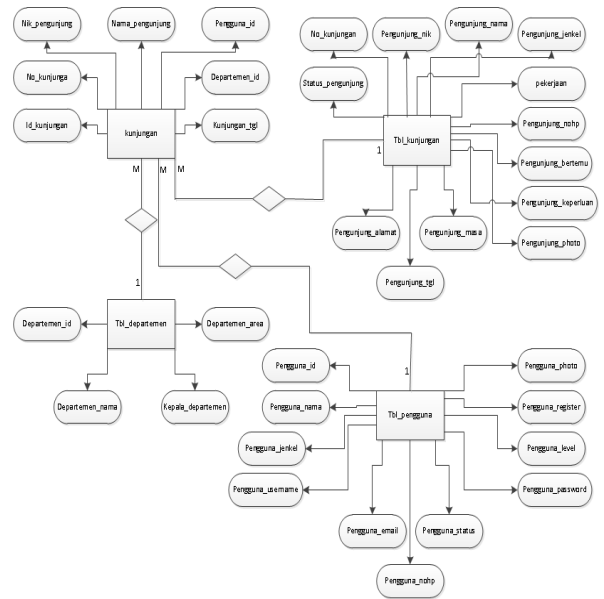 Nik_pengunjung
Nama_pengunjung
Pengguna_id
No_kunjunga
Departemen_id
Id_kunjungan
kunjungan
Kunjungan_tgl
M
M
M
No_kunjungan
Pengunjung_nik
Pengunjung_nama
Pengunjung_jenkel
Status_pengunjung
pekerjaan
Pengunjung_nohp
Tbl_kunjungan
1
Pengunjung_bertemu
Pengunjung_keperluan
Pengunjung_alamat
Pengunjung_masa
Pengunjung_photo
Pengunjung_tgl
1
Departemen_id
Tbl_departemen
Departemen_area
Departemen_nama
Kepala_departemen
1
Pengguna_id
Pengguna_photo
Pengguna_nama
Pengguna_register
Tbl_pengguna
Pengguna_jenkel
Pengguna_level
Pengguna_username
Pengguna_password
Pengguna_email
Pengguna_status
Pengguna_nohp